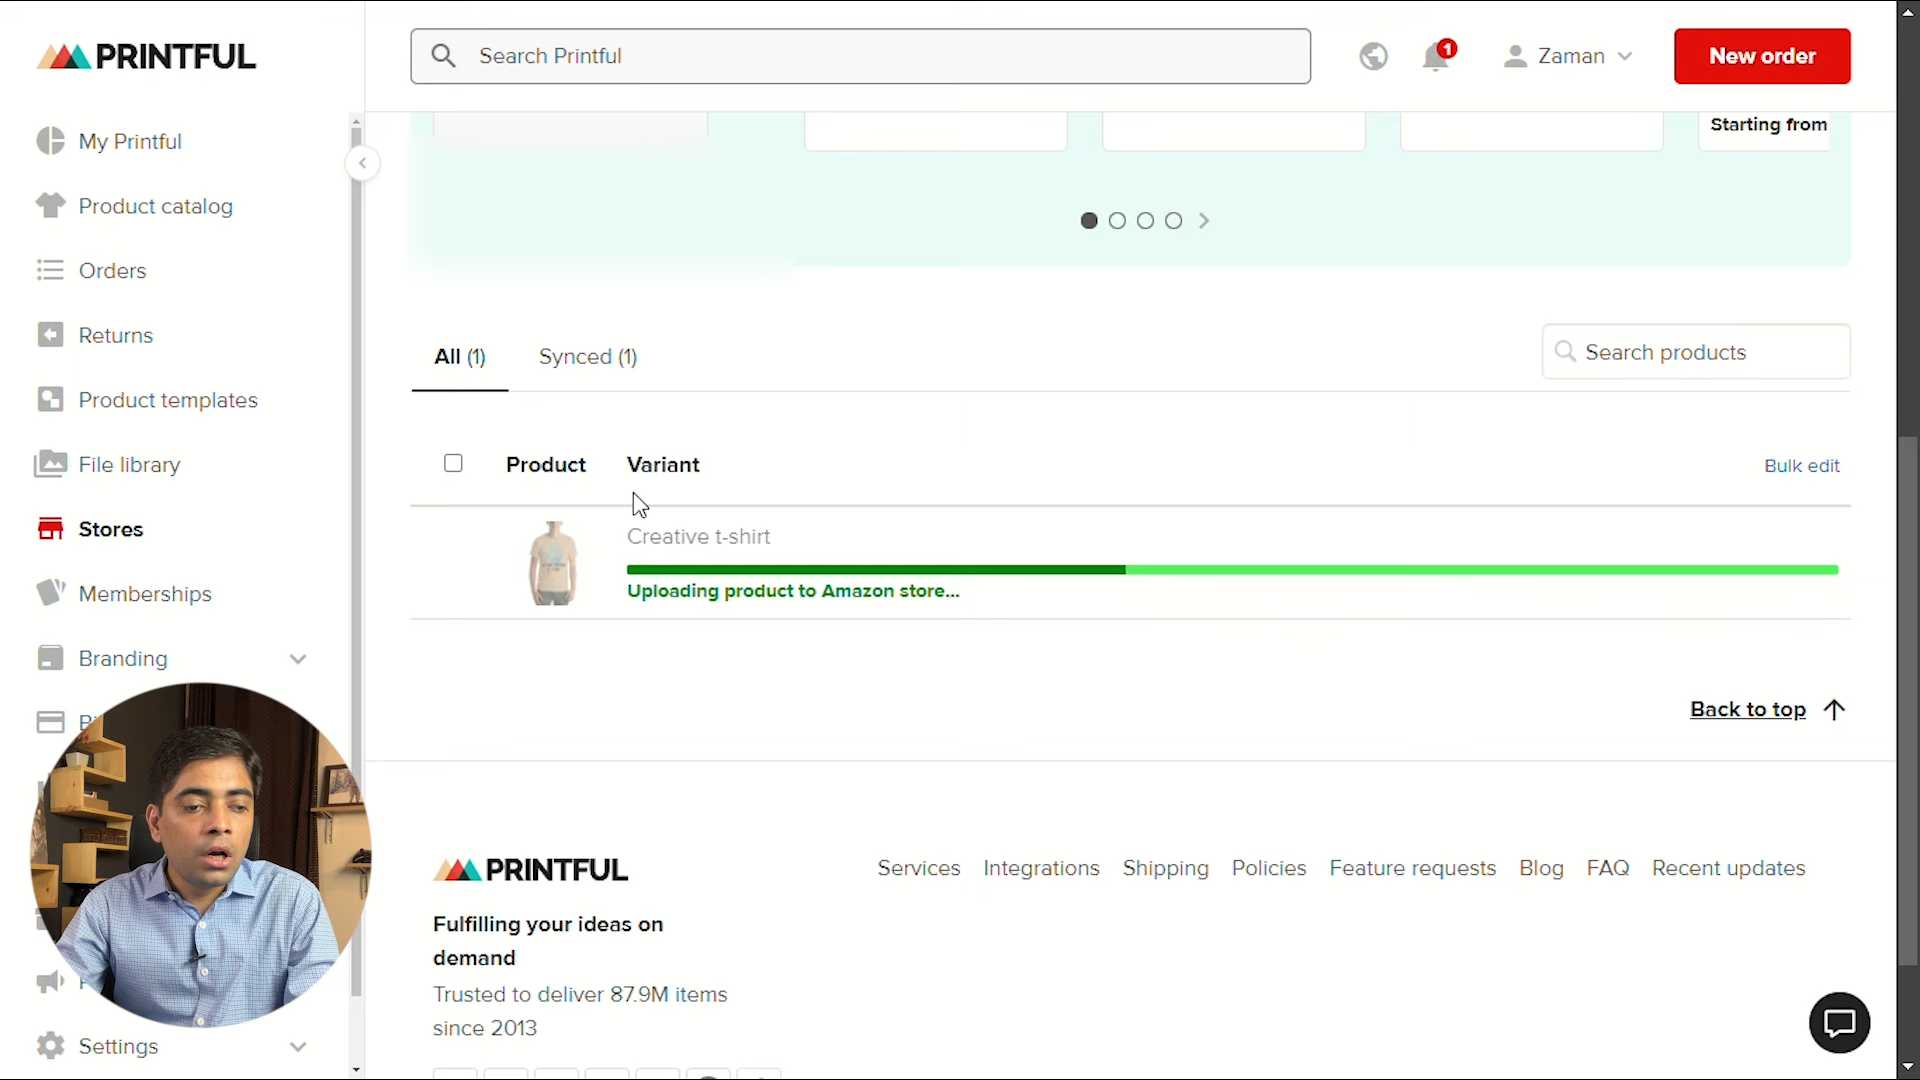 PRINTFUL
Search Printful
1
Zaman
New order
My Printful
Product catalog
Orders
Returns
Product templates
File library
Stores
Memberships
Branding
Settings
Starting from
All (1)
Synced (1)
Search products
Product
Variant
Bulk edit
Creative t-shirt
Uploading product to Amazon store...
Back to top
PRINTFUL
Services
Integrations
Shipping
Policies
Feature requests
Blog
FAQ
Recent updates
Fulfilling your ideas on
demand
Trusted to deliver 87.9M items
since 2013